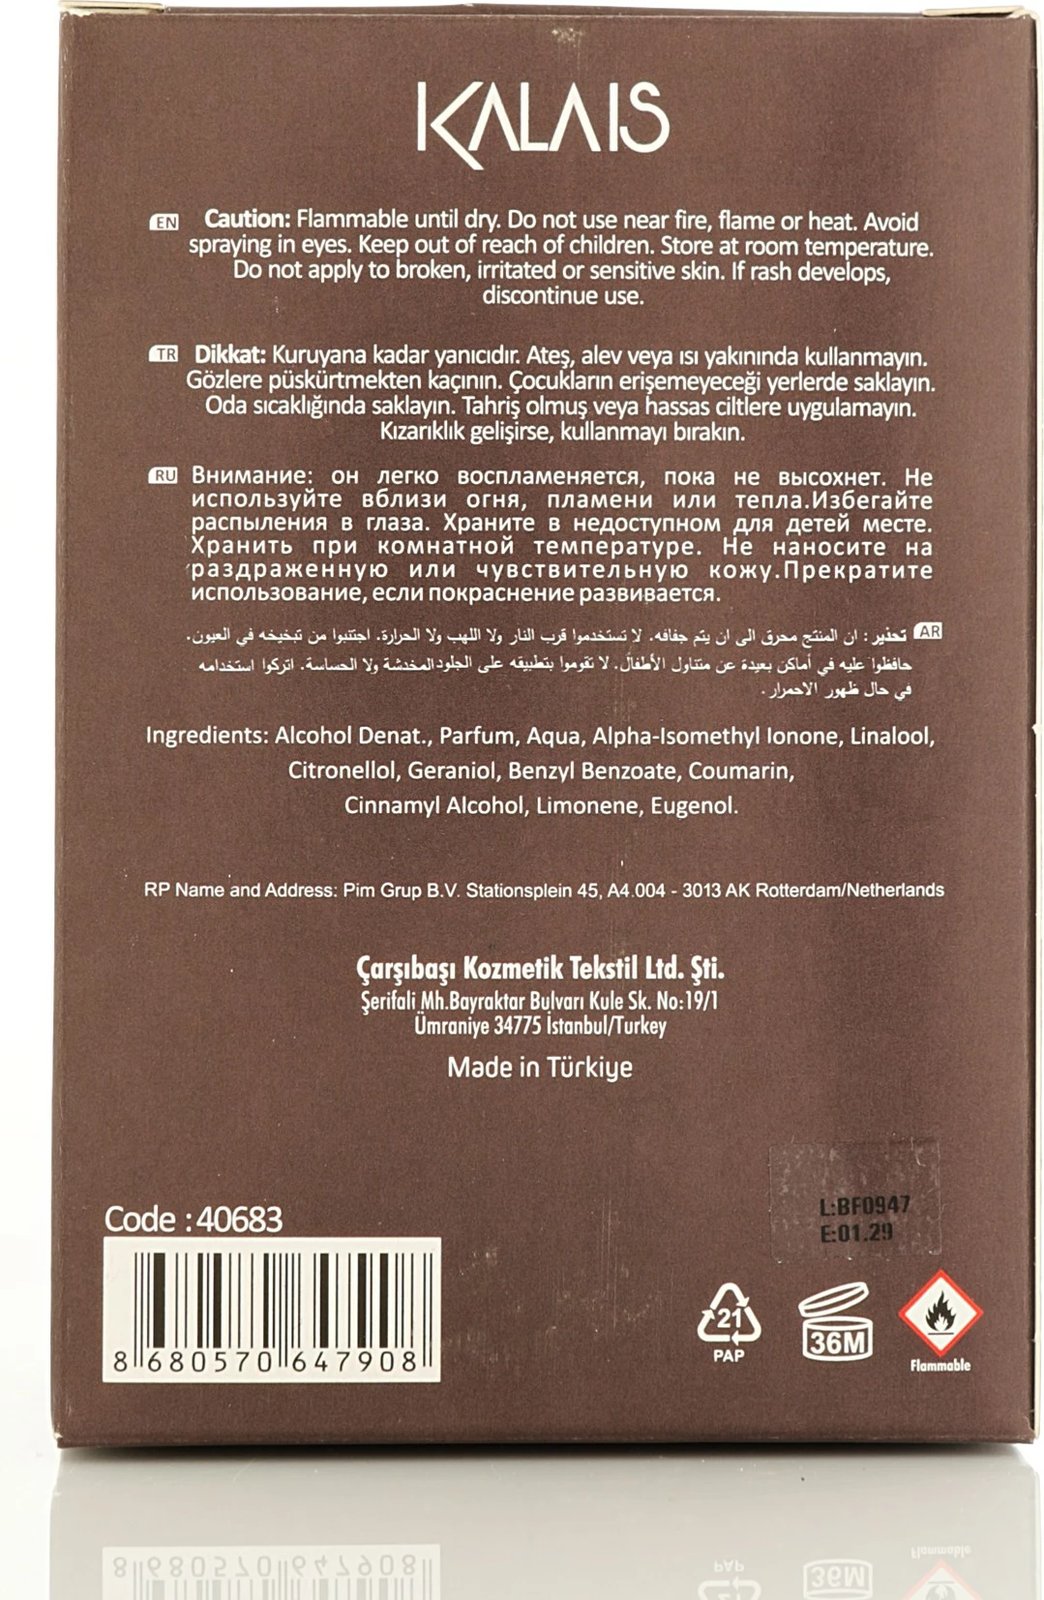 KALAIS
EN Caution: Flammable until dry. Do not use near fire, flame or heat. Avoid
spraying in eyes. Keep out of reach of children. Store at room temperature.
Do not apply to broken, irritated or sensitive skin. If rash develops,
discontinue use.
TR Dikkat: Kuruyana kadar yanıcıdır. Ateş, alev veya ısı yakınında kullanmayın.
Gözlere püskürtmekten kaçının. Çocukların erişemeyeceği yerlerde saklayın.
Oda sıcaklığında saklayın. Tahriş olmuş veya hassas ciltlere uygulamayın.
Kızarıklık gelişirse, kullanmayı bırakın.
RU Внимание: он легко воспламеняется, пока не высохнет. Не
используйте вблизи огня, пламени или тепла.Избегайте
распыления в глаза. Храните в недоступном для детей месте.
Хранить при комнатной температуре. Не наносите на
раздраженную или чувствительную кожу.Прекратите
использование, если покраснение развивается.
AR تحذير : ان المنتج محرق الى ان يتم جفافه. لا تستخدموا قرب النار ولا اللهب ولا الحرارة. اجتنبوا من تبخيخه في العيون.
حافظوا عليه في أماكن بعيدة عن متناول الأطفال. لا تقوموا بتطبيقه على الجلود المخدشة ولا الحساسة. اتركوا استخدامه
في حال ظهور الاحمرار.
Ingredients: Alcohol Denat., Parfum, Aqua, Alpha-Isomethyl Ionone, Linalool,
Citronellol, Geraniol, Benzyl Benzoate, Coumarin,
Cinnamyl Alcohol, Limonene, Eugenol.
RP Name and Address: Pim Grup B.V. Stationsplein 45, A4.004 - 3013 AK Rotterdam/Netherlands
Çarşıbaşı Kozmetik Tekstil Ltd. Şti.
Şerifali Mh.Bayraktar Bulvarı Kule Sk. No:19/1
Ümraniye 34775 İstanbul/Turkey
Made in Türkiye
L:BF0947
E:01.29
Code : 40683
8 680570 647908
21
PAP
36M
Flammable